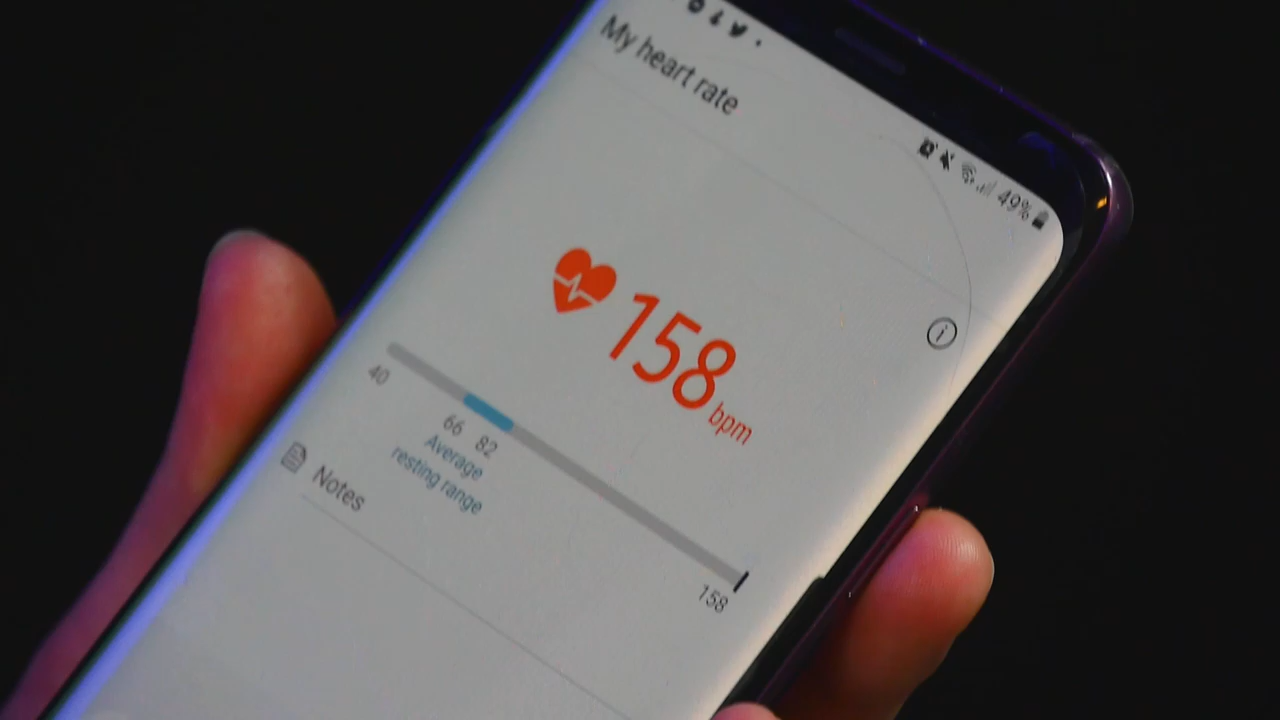 49%
My heart rate
158 bpm
40
66 82
158
Average
resting range
Notes